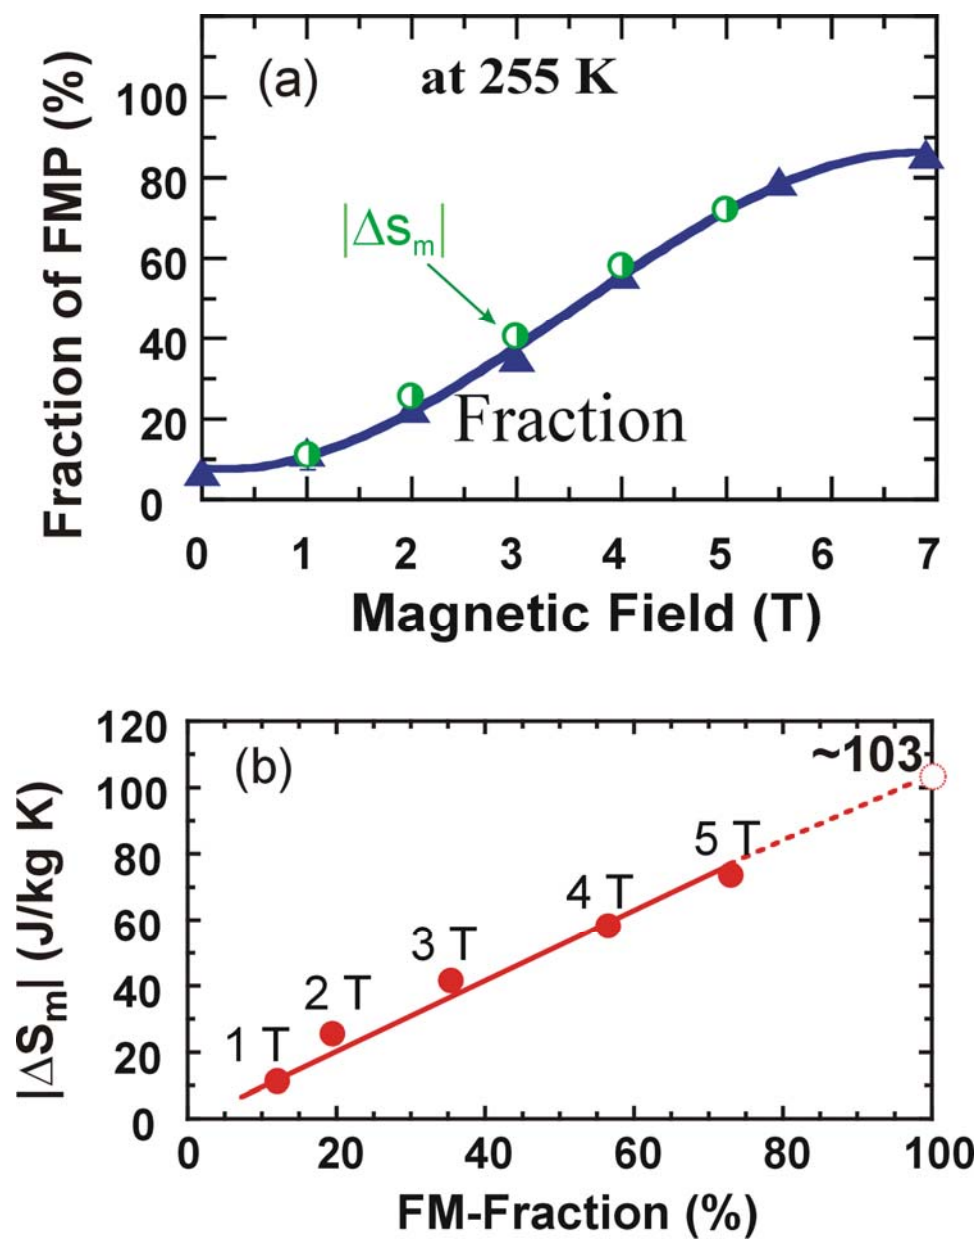 (a) at 255 K
Fraction of FMP (%)
100
80
60
40
20
0
|ΔS_m|
Fraction
0 1 2 3 4 5 6 7
Magnetic Field (T)
(b)
~103
|ΔS_m| (J/kg K)
120
100
80
60
40
20
0
5 T
4 T
3 T
2 T
1 T
0 20 40 60 80 100
FM-Fraction (%)